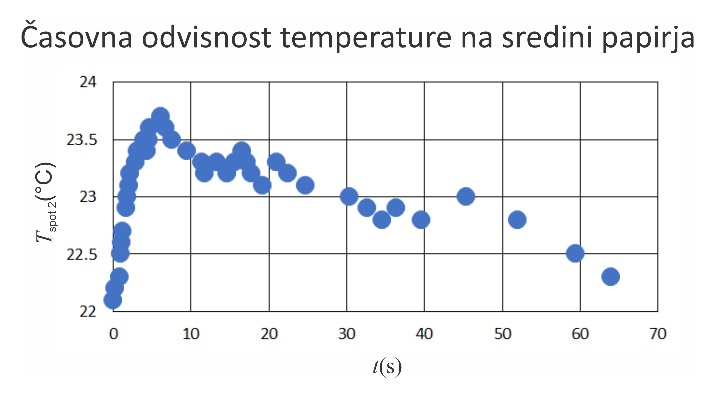 Časovna odvisnost temperature na sredini papirja
24
23.5
23
22.5
22
T spot 2 (°C)
0 10 20 30 40 50 60 70
t(s)